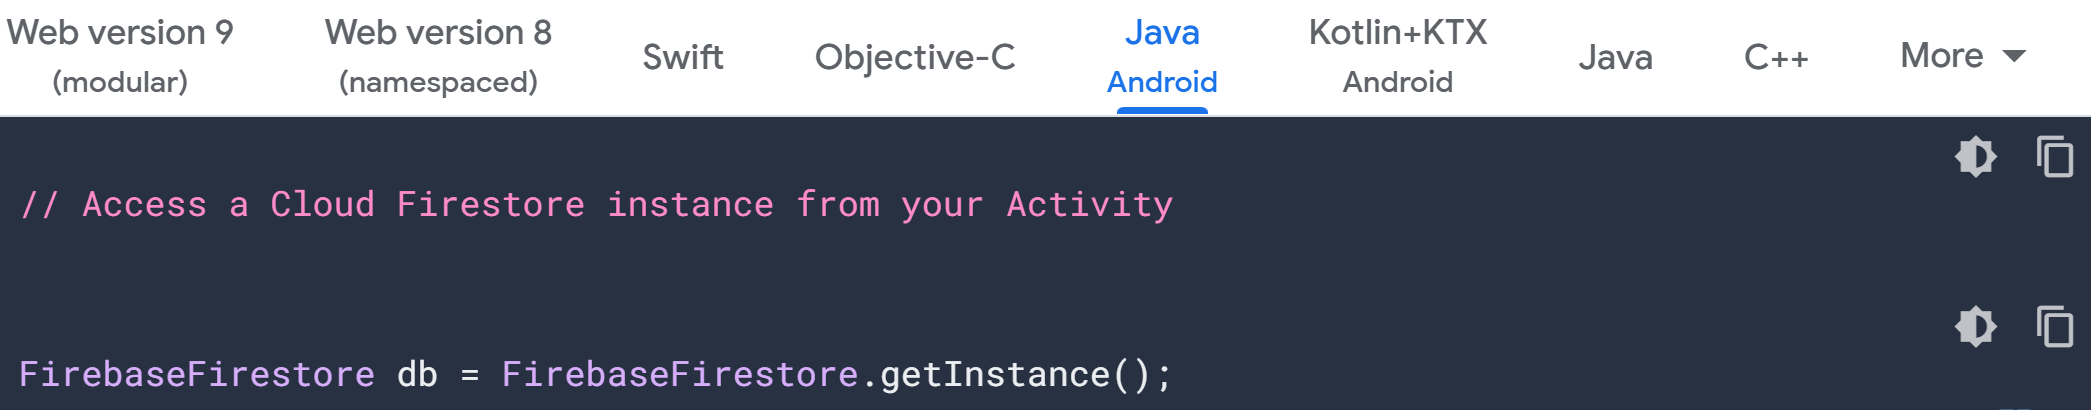 Web version 9
(modular)
Web version 8
(namespaced)
Swift
Objective-C
Java
Android
Kotlin+KTX
Android
Java
C++
More
// Access a Cloud Firestore instance from your Activity
FirebaseFirestore db = FirebaseFirestore.getInstance();